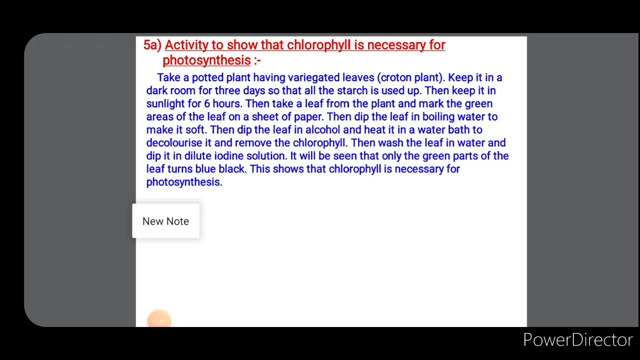 5a) Activity to show that chlorophyll is necessary for
photosynthesis :-
Take a potted plant having variegated leaves (croton plant). Keep it in a
dark room for three days so that all the starch is used up. Then keep it in
sunlight for 6 hours. Then take a leaf from the plant and mark the green
areas of the leaf on a sheet of paper. Then dip the leaf in boiling water to
make it soft. Then dip the leaf in alcohol and heat it in a water bath to
decolourise it and remove the chlorophyll. Then wash the leaf in water and
dip it in dilute iodine solution. It will be seen that only the green parts of the
leaf turns blue black. This shows that chlorophyll is necessary for
photosynthesis.
New Note
PowerDirector